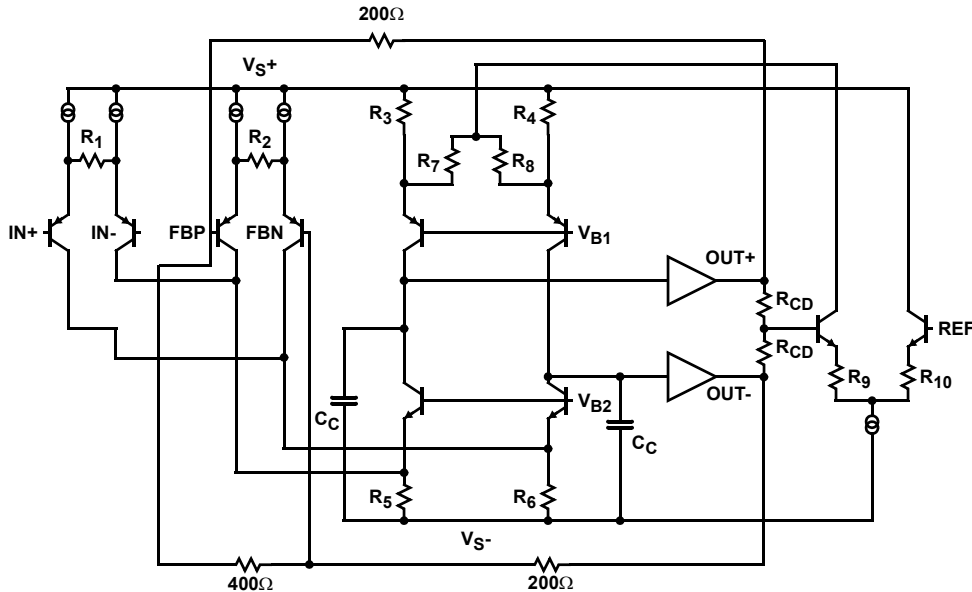 200Ω
VS+
R3
R4
R1
R2
R7
R8
IN+
IN-
FBP
FBN
VB1
OUT+
RCD
REF
RCD
R9
R10
OUT-
CC
VB2
CC
R5
R6
VS-
400Ω
200Ω